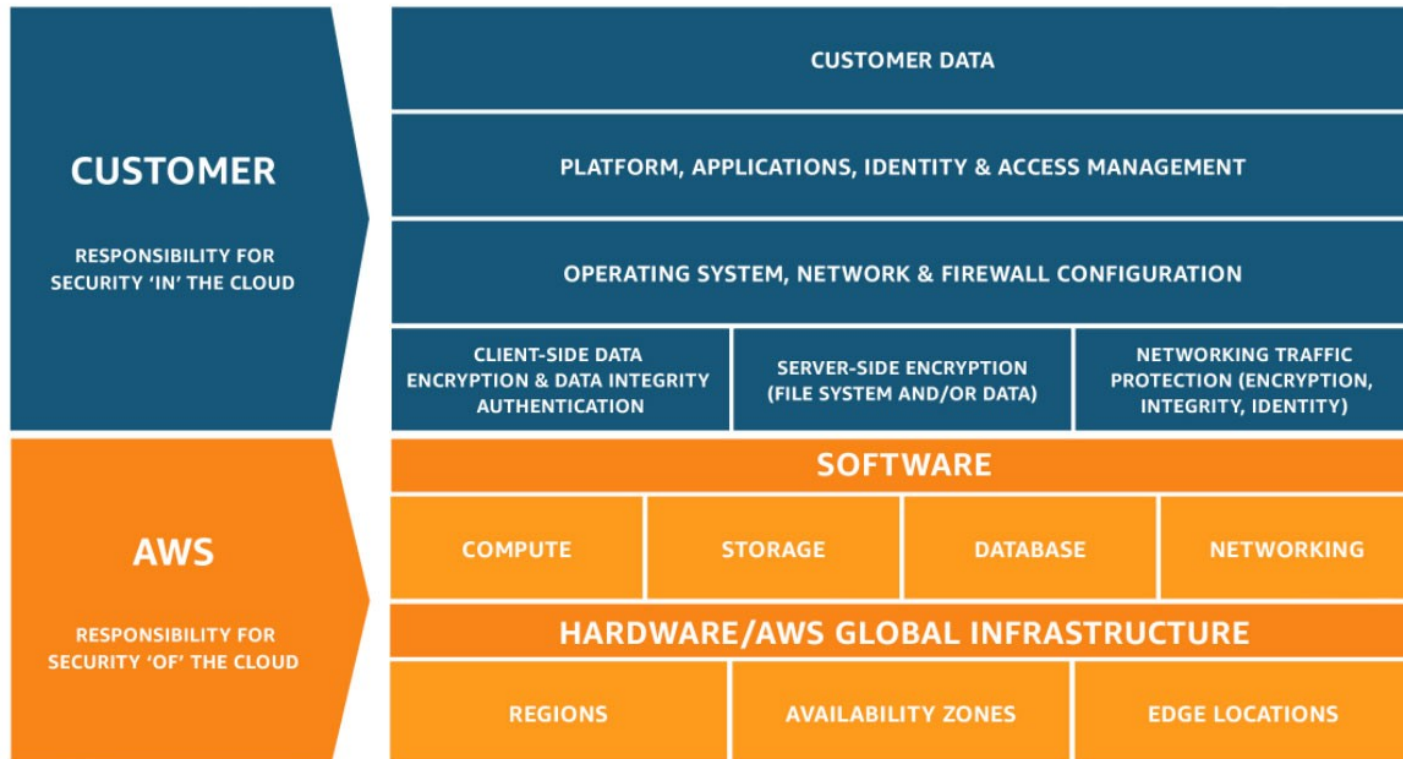 CUSTOMER
RESPONSIBILITY FOR
SECURITY ‘IN’ THE CLOUD
CUSTOMER DATA
PLATFORM, APPLICATIONS, IDENTITY & ACCESS MANAGEMENT
OPERATING SYSTEM, NETWORK & FIREWALL CONFIGURATION
CLIENT-SIDE DATA
ENCRYPTION & DATA INTEGRITY
AUTHENTICATION
SERVER-SIDE ENCRYPTION
(FILE SYSTEM AND/OR DATA)
NETWORKING TRAFFIC
PROTECTION (ENCRYPTION,
INTEGRITY, IDENTITY)
AWS
RESPONSIBILITY FOR
SECURITY ‘OF’ THE CLOUD
SOFTWARE
COMPUTE
STORAGE
DATABASE
NETWORKING
HARDWARE/AWS GLOBAL INFRASTRUCTURE
REGIONS
AVAILABILITY ZONES
EDGE LOCATIONS